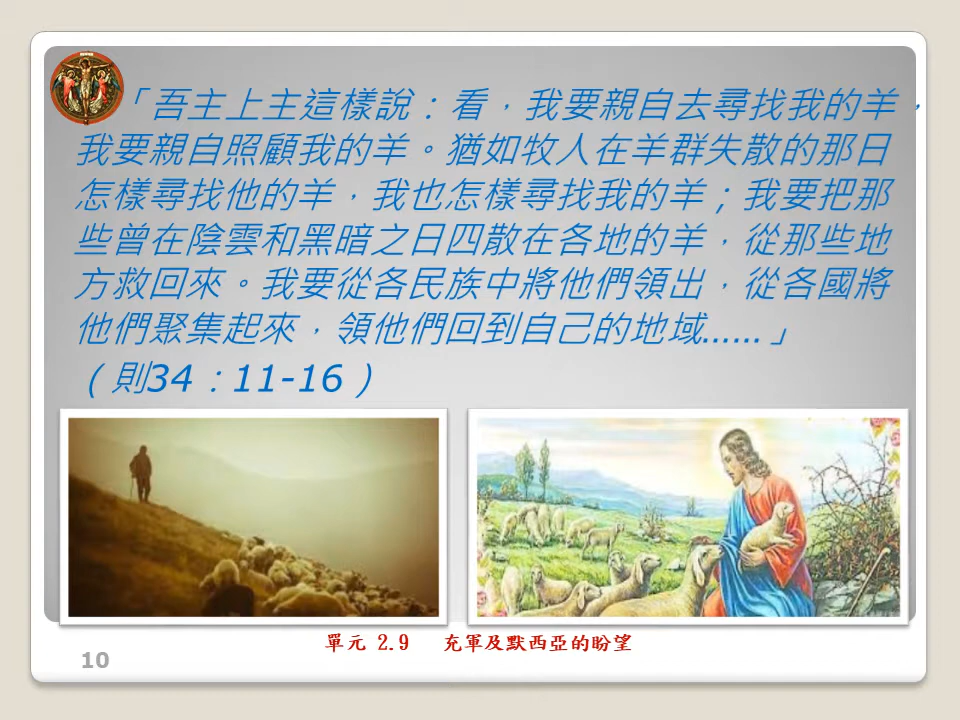 「吾主上主這樣說：看，我要親自去尋找我的羊，
我要親自照顧我的羊。猶如牧人在羊群失散的那日
怎樣尋找他的羊，我也怎樣尋找我的羊；我要把那
些曾在陰雲和黑暗之日四散在各地的羊，從那些地
方救回來。我要從各民族中將他們領出，從各國將
他們聚集起來，領他們回到自己的地域……」
（則34：11-16）
單元 2.9 充軍及默西亞的盼望
10